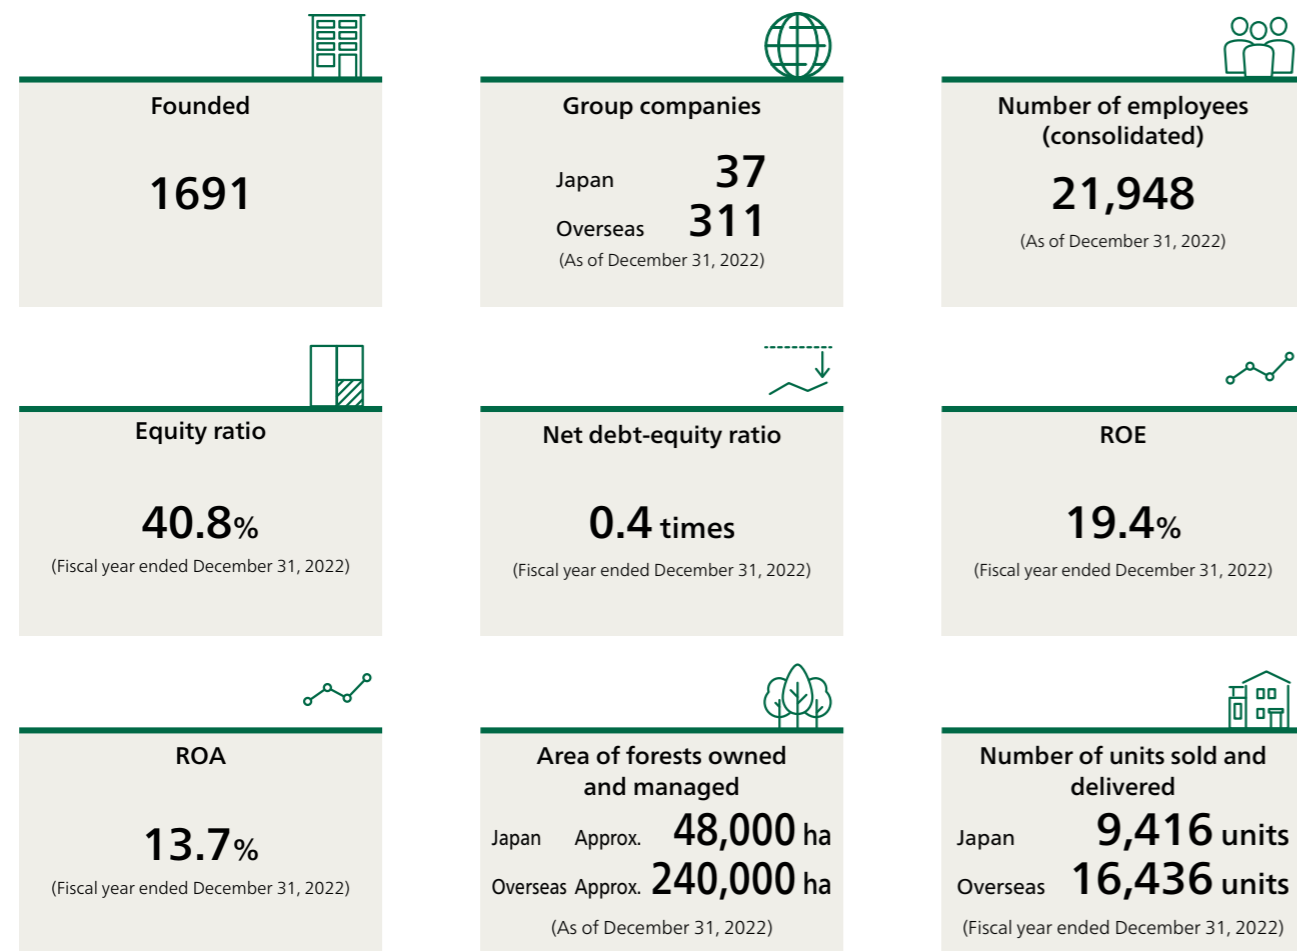 Founded
1691
Group companies
Japan 37
Overseas 311
(As of December 31, 2022)
Number of employees
(consolidated)
21,948
(As of December 31, 2022)
Equity ratio
40.8%
(Fiscal year ended December 31, 2022)
Net debt-equity ratio
0.4 times
(Fiscal year ended December 31, 2022)
ROE
19.4%
(Fiscal year ended December 31, 2022)
ROA
13.7%
(Fiscal year ended December 31, 2022)
Area of forests owned
and managed
Japan Approx. 48,000 ha
Overseas Approx. 240,000 ha
(As of December 31, 2022)
Number of units sold and
delivered
Japan 9,416 units
Overseas 16,436 units
(Fiscal year ended December 31, 2022)